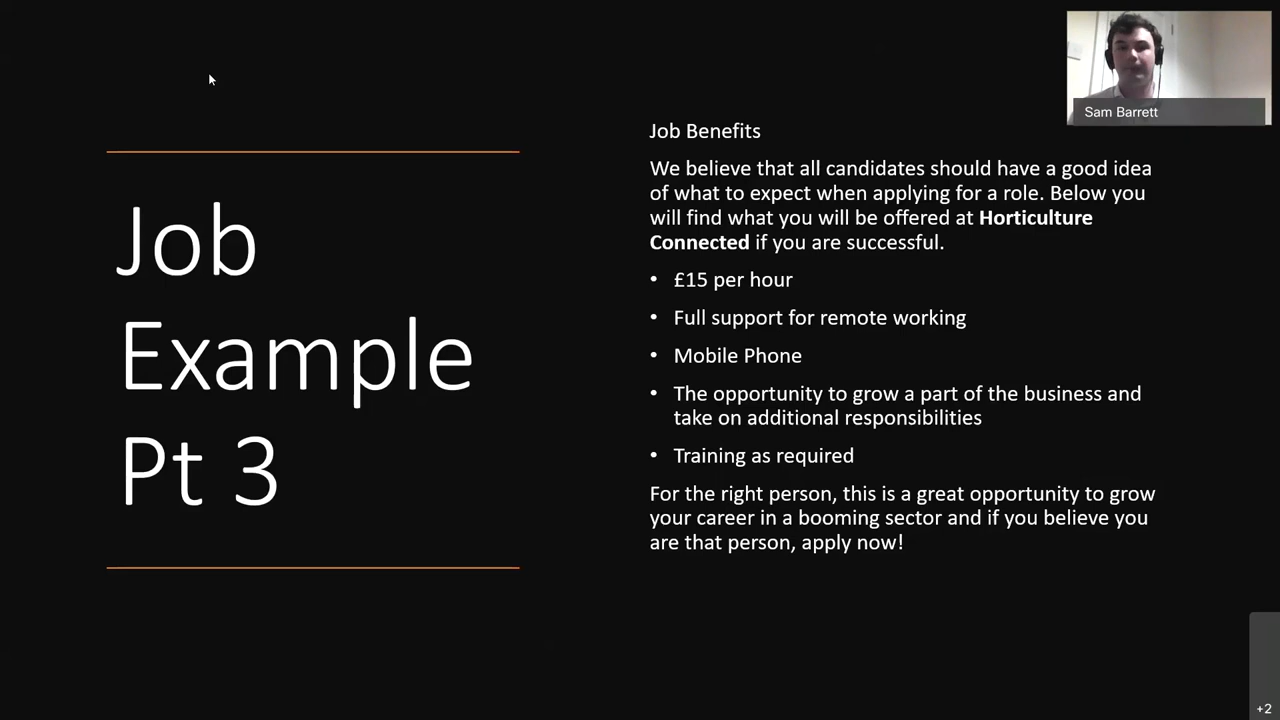 Sam Barrett
Job
Example
Pt 3
Job Benefits
We believe that all candidates should have a good idea
of what to expect when applying for a role. Below you
will find what you will be offered at Horticulture
Connected if you are successful.
• £15 per hour
• Full support for remote working
• Mobile Phone
• The opportunity to grow a part of the business and
take on additional responsibilities
• Training as required
For the right person, this is a great opportunity to grow
your career in a booming sector and if you believe you
are that person, apply now!
+2